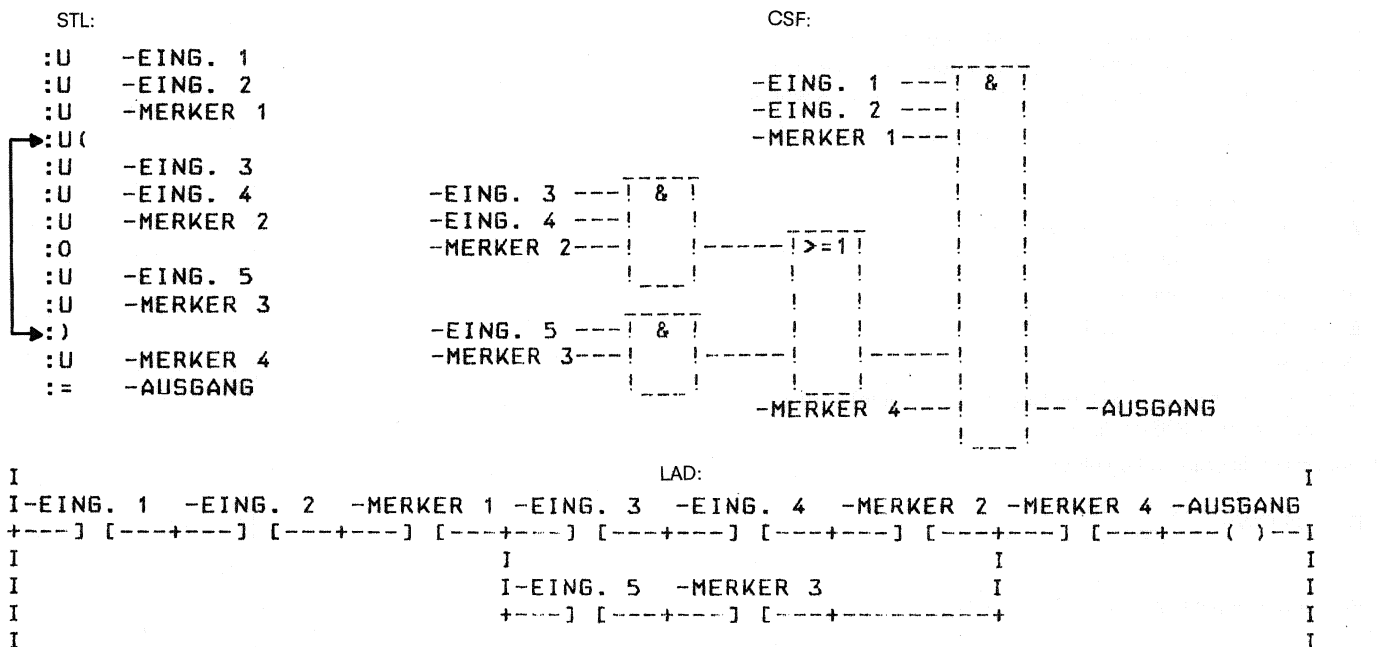 STL:
:U -EING. 1
:U -EING. 2
:U -MERKER 1
:U(
:U -EING. 3
:U -EING. 4
:U -MERKER 2
:O
:U -EING. 5
:U -MERKER 3
:)
:U -MERKER 4
:= -AUSGANG
CSF:
-EING. 1 ---! & !
-EING. 2 ---! !
-MERKER 1---! !
-EING. 3 ---! & !
-EING. 4 ---! !
-MERKER 2---! !-----!>=1!
-EING. 5 ---! & !
-MERKER 3---! !-----! !-----!
-MERKER 4---! !-- -AUSGANG
LAD:
I-EING. 1 -EING. 2 -MERKER 1 -EING. 3 -EING. 4 -MERKER 2 -MERKER 4 -AUSGANG
+---] [---+---] [---+---] [---+---] [---+---] [---+---] [---+---] [---+---( )--I
I I I I
I I-EING. 5 -MERKER 3 I I
I +---] [---+---] [---+----------+ I
I I